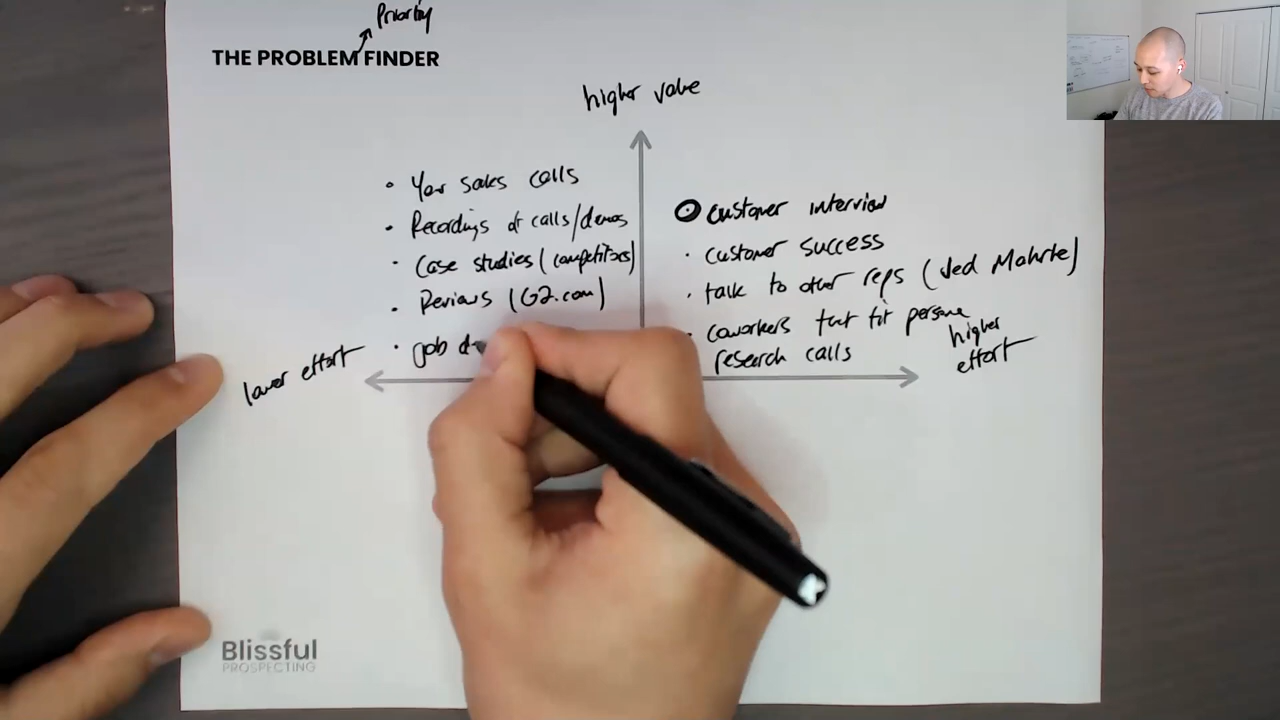 Priority
THE PROBLEM FINDER
higher value
• Your sales calls
• Recordings of calls/demos
• Case studies (competitors)
• Reviews (G2.com)
• Job de
customer interview
• customer success
• talk to other reps (Jed Mahrle)
• coworkers that fit persona
research calls
lower effort
higher
effort
Blissful
PROSPECTING